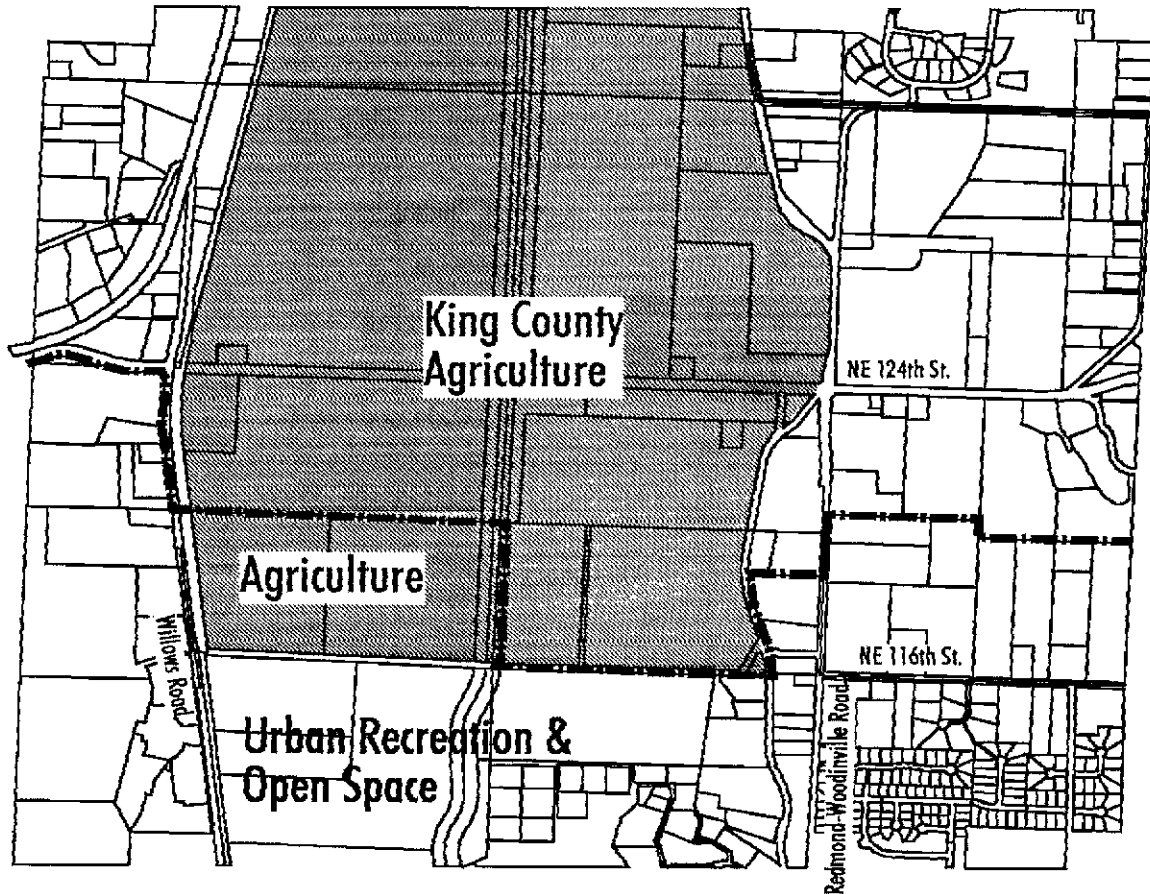 King County
Agriculture
NE 124th St.
Agriculture
Willows Road
NE 116th St.
Urban Recreation &
Open Space
Redmond-Woodinville Road